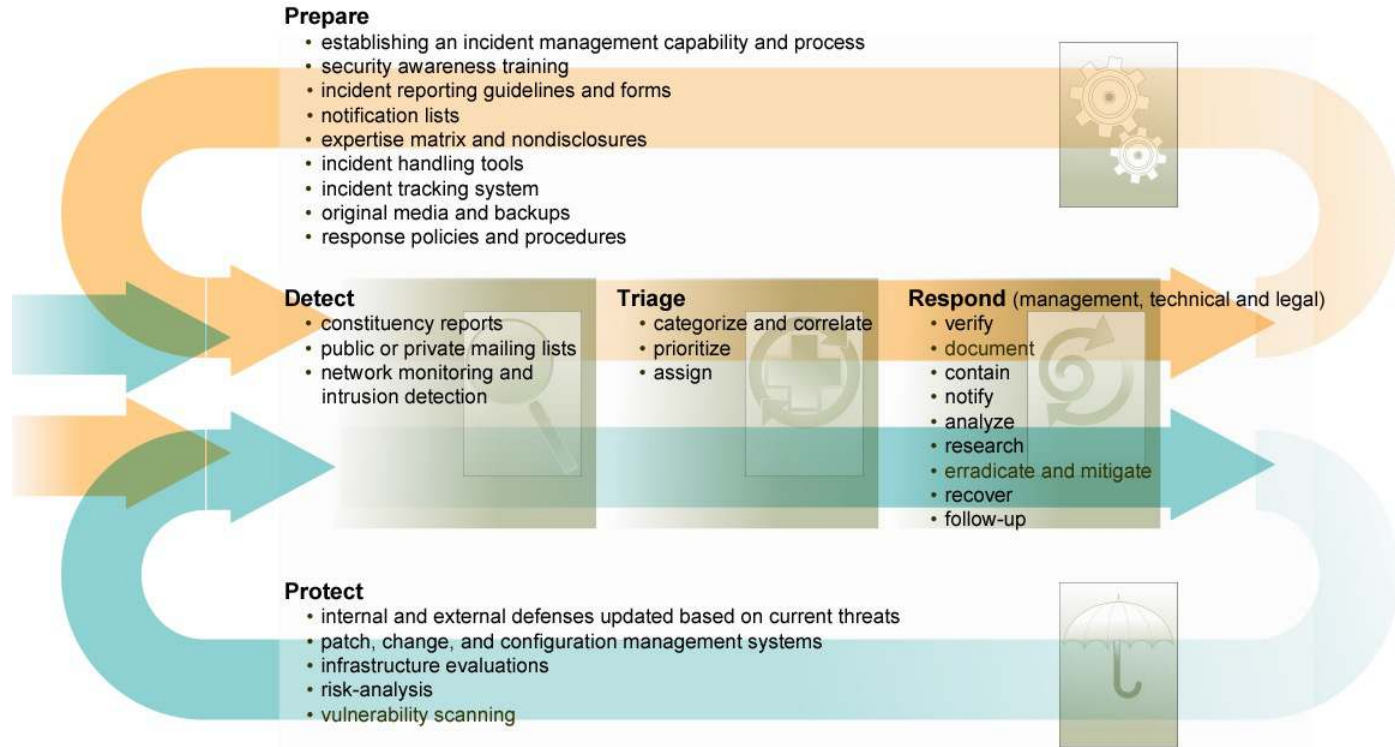 Prepare
• establishing an incident management capability and process
• security awareness training
• incident reporting guidelines and forms
• notification lists
• expertise matrix and nondisclosures
• incident handling tools
• incident tracking system
• original media and backups
• response policies and procedures
Detect
• constituency reports
• public or private mailing lists
• network monitoring and
intrusion detection
Triage
• categorize and correlate
• prioritize
• assign
Respond (management, technical and legal)
• verify
• document
• contain
• notify
• analyze
• research
• erradicate and mitigate
• recover
• follow-up
Protect
• internal and external defenses updated based on current threats
• patch, change, and configuration management systems
• infrastructure evaluations
• risk-analysis
• vulnerability scanning